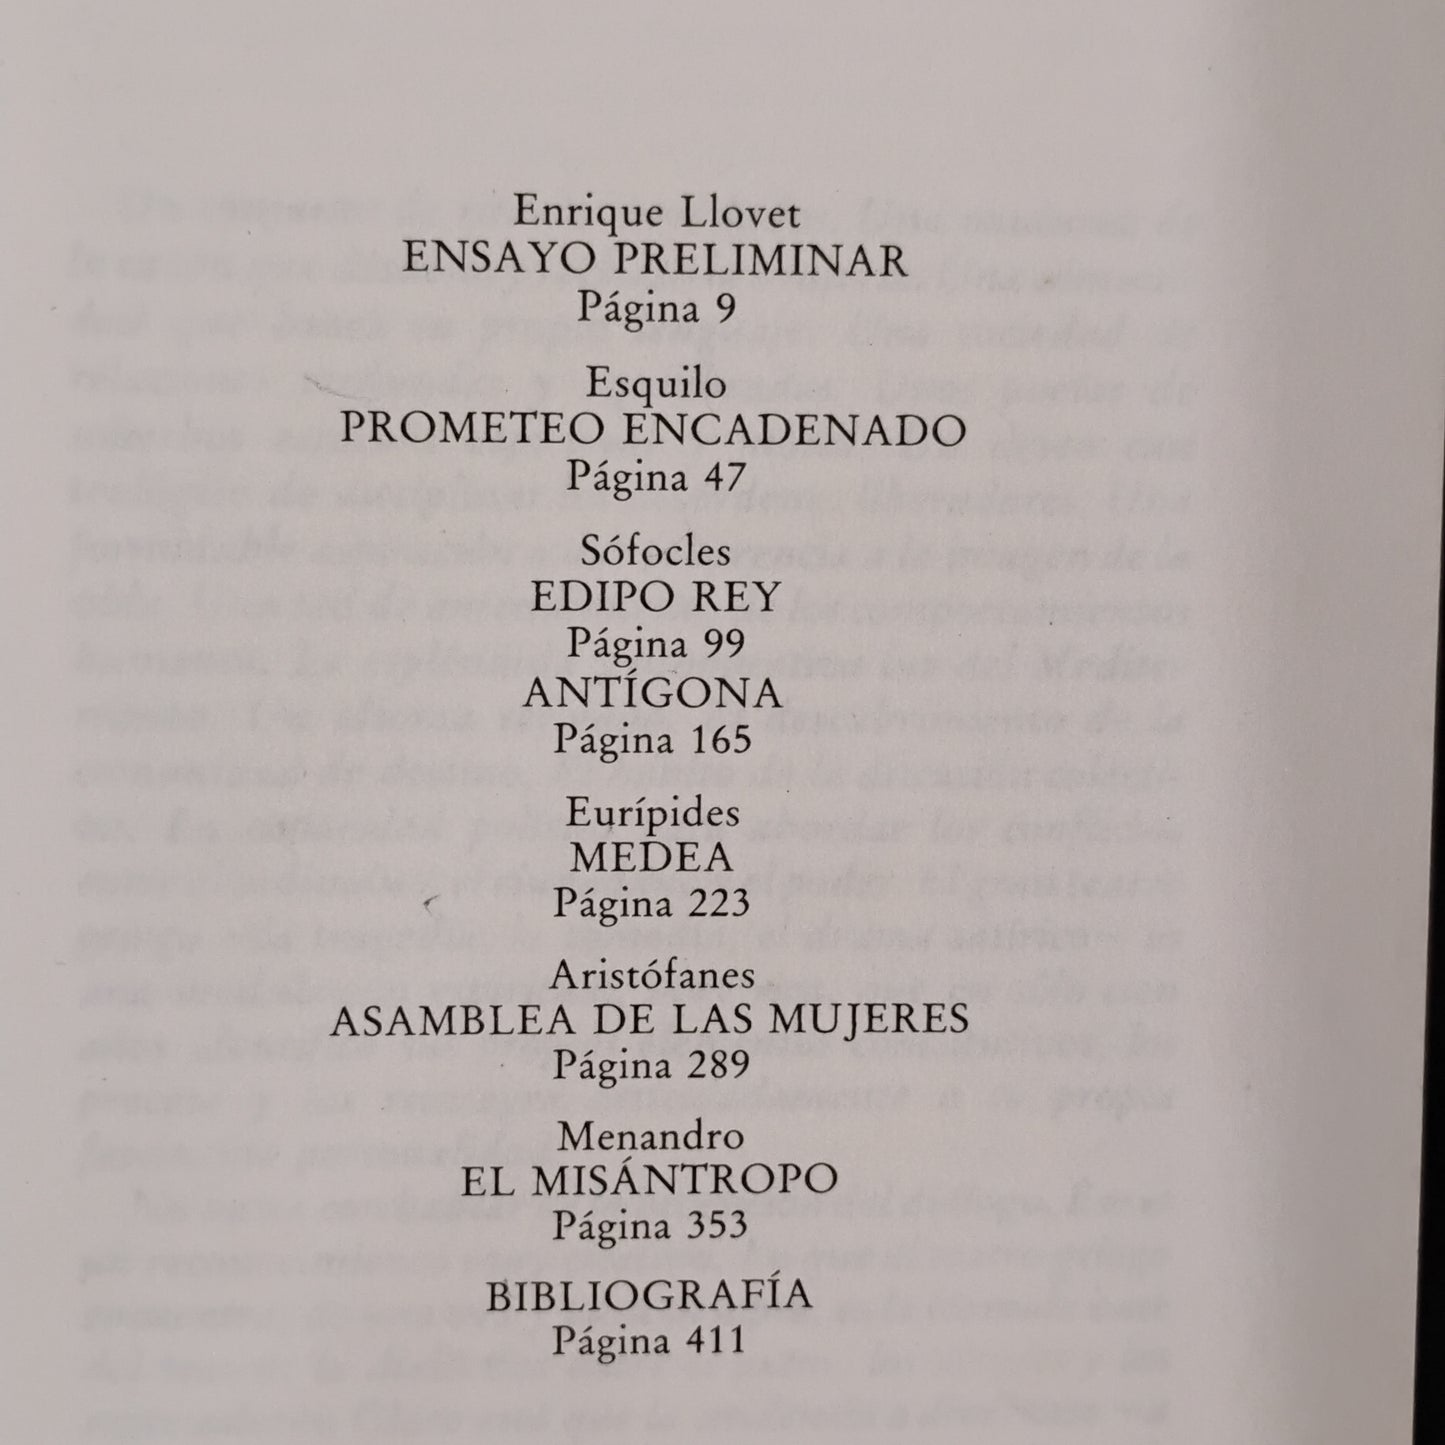 Enrique Llovet
ENSAYO PRELIMINAR
Página 9
Esquilo
PROMETEO ENCADENADO
Página 47
Sófocles
EDIPO REY
Página 99
ANTÍGONA
Página 165
Eurípides
MEDEA
Página 223
Aristófanes
ASAMBLEA DE LAS MUJERES
Página 289
Menandro
EL MISÁNTROPO
Página 353
BIBLIOGRAFÍA
Página 411